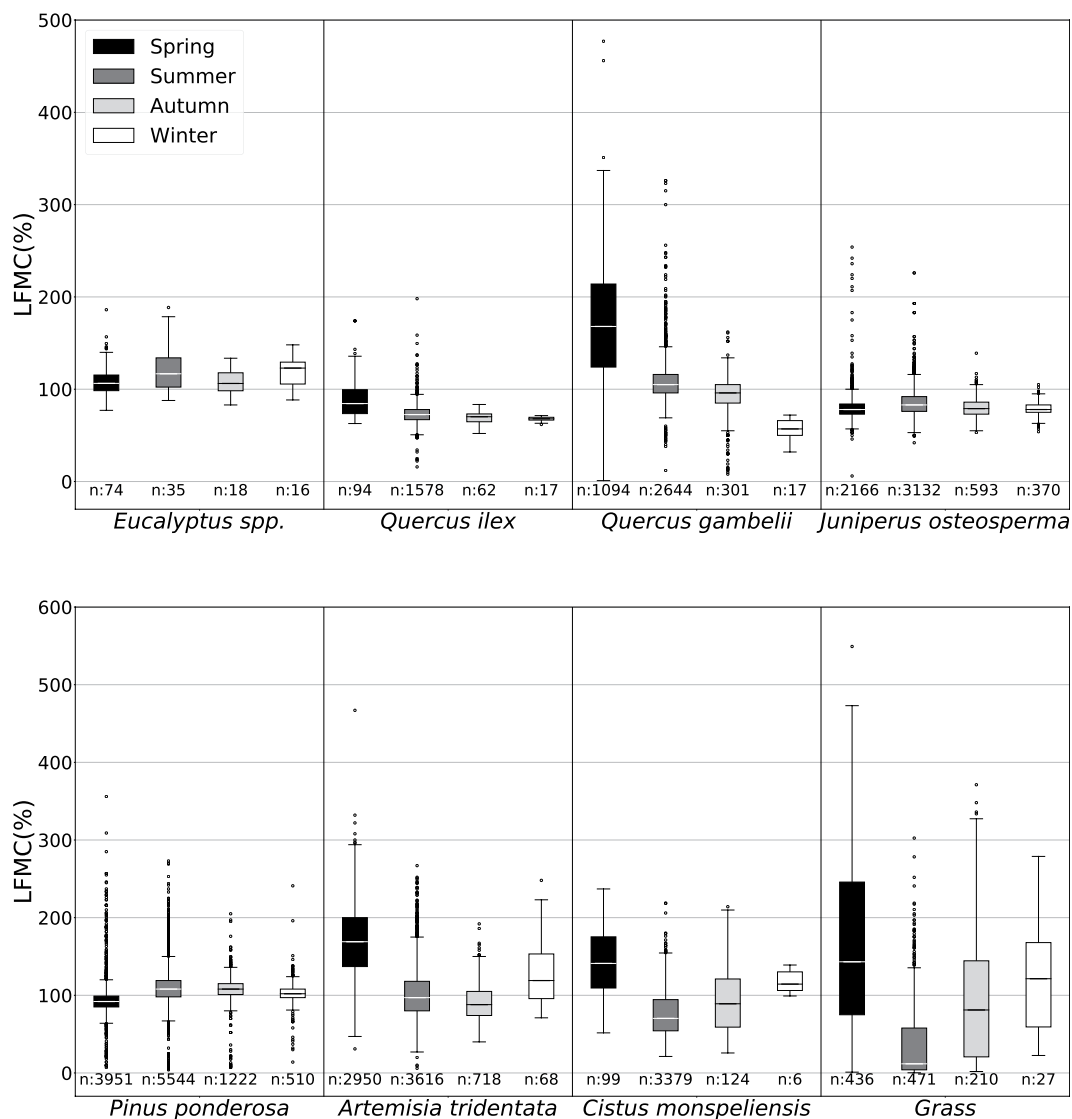 500
400
300
200
100
0
LFMC(%)
Spring
Summer
Autumn
Winter
n:74 n:35 n:18 n:16 n:94 n:1578 n:62 n:17 n:1094 n:2644 n:301 n:17 n:2166 n:3132 n:593 n:370
Eucalyptus spp. Quercus ilex Quercus gambelii Juniperus osteosperma
600
500
400
300
200
100
0
LFMC(%)
n:3951 n:5544 n:1222 n:510 n:2950 n:3616 n:718 n:68 n:99 n:3379 n:124 n:6 n:436 n:471 n:210 n:27
Pinus ponderosa Artemisia tridentata Cistus monspeliensis Grass